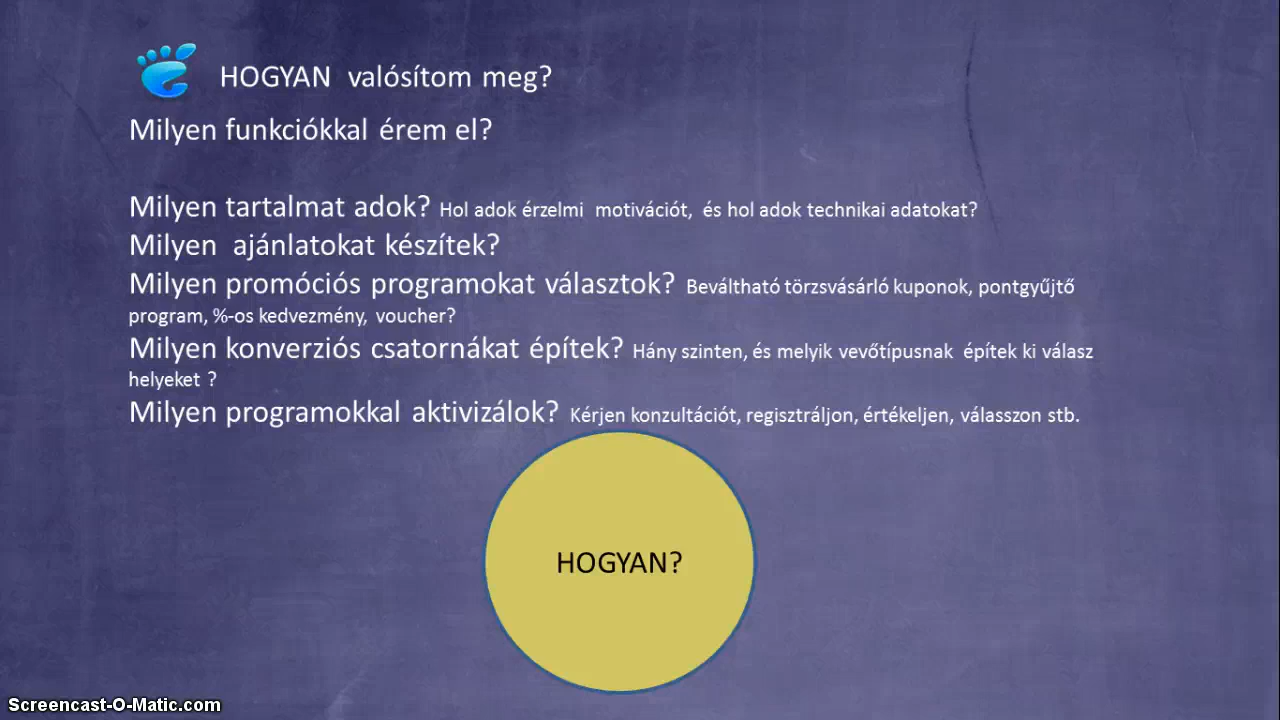 HOGYAN valósítom meg?
Milyen funkciókkal érem el?
Milyen tartalmat adok? Hol adok érzelmi motivációt, és hol adok technikai adatokat?
Milyen ajánlatokat készítek?
Milyen promóciós programokat választok? Beváltható törzsvásárló kuponok, pontgyűjtő
program, %-os kedvezmény, voucher?
Milyen konverziós csatornákat építek? Hány szinten, és melyik vevőtípusnak építek ki válasz
helyeket ?
Milyen programokkal aktivizálok? Kérjen konzultációt, regisztráljon, értékeljen, válasszon stb.
HOGYAN?
Screencast-O-Matic.com